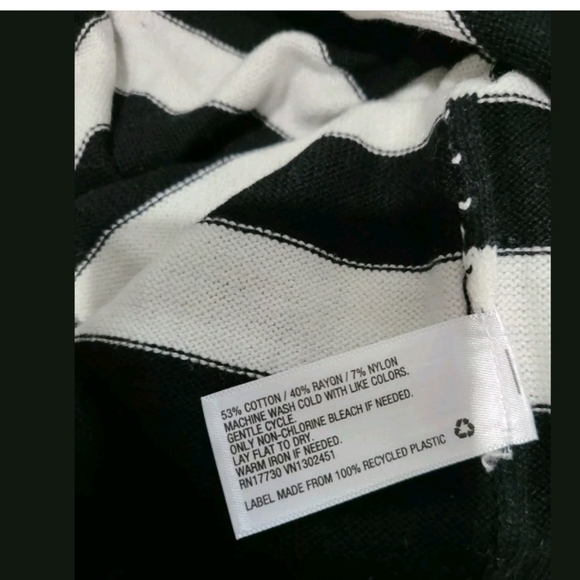 53% COTTON / 40% RAYON / 7% NYLON
MACHINE WASH COLD WITH LIKE COLORS.
GENTLE CYCLE.
ONLY NON-CHLORINE BLEACH IF NEEDED.
LAY FLAT TO DRY.
WARM IRON IF NEEDED.
RN17730 VN1302451
LABEL MADE FROM 100% RECYCLED PLASTIC